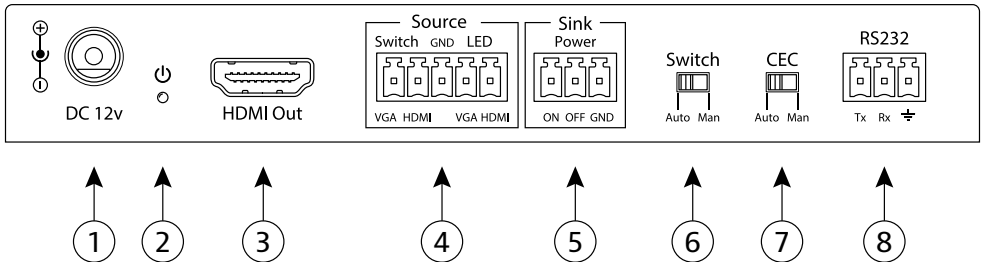 Source
Sink
Switch GND LED
Power
RS232
Switch
CEC
DC 12v
HDMI Out
VGA HDMI VGA HDMI
ON OFF GND
Auto Man
Auto Man
Tx Rx
1 2 3 4 5 6 7 8